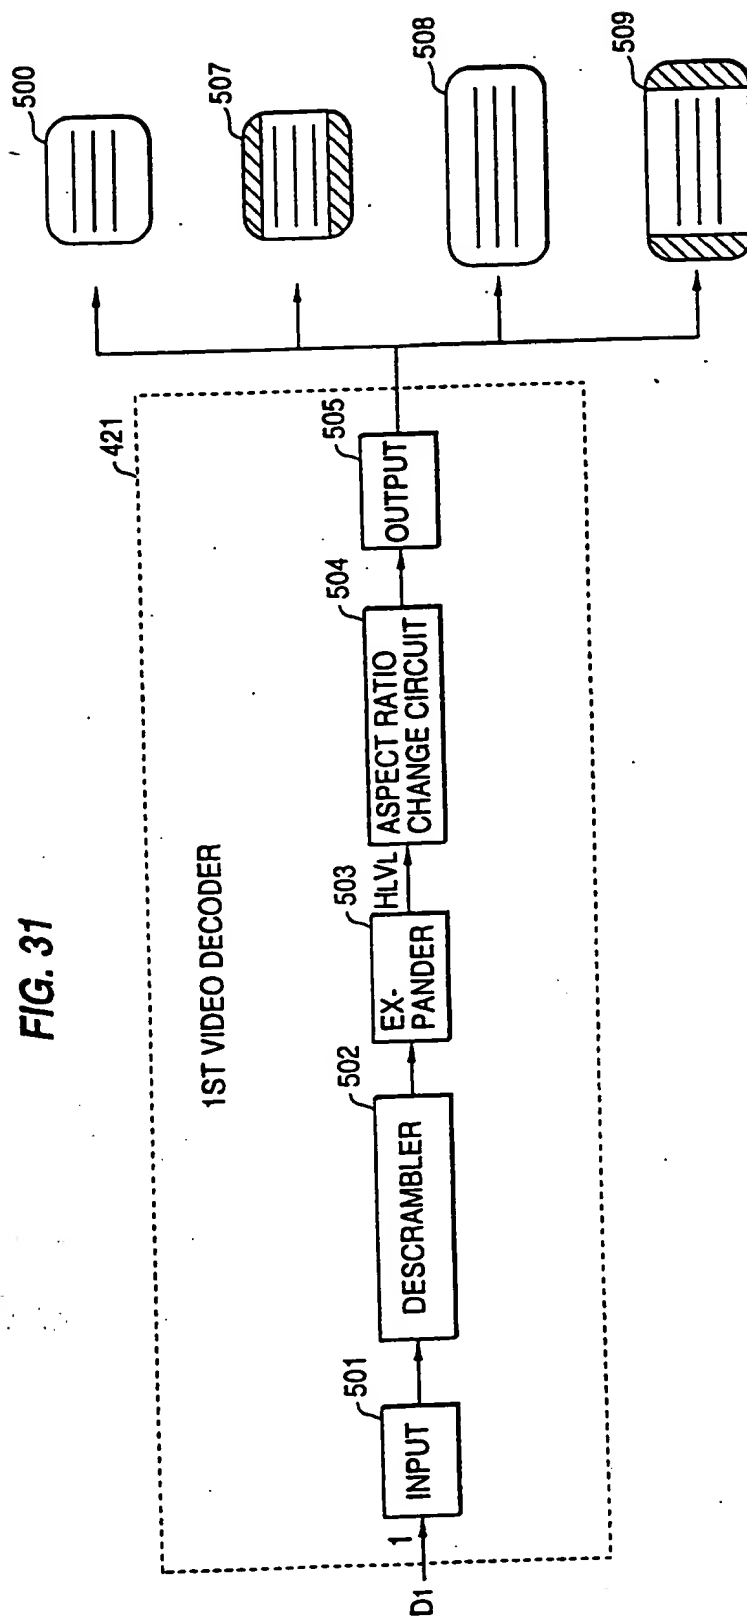 FIG. 31
1ST VIDEO DECODER
421
D1
1
501
INPUT
502
DESCRAMBLER
503
EX-
PANDER
HLVL
504
ASPECT RATIO
CHANGE CIRCUIT
505
OUTPUT
500
507
508
509